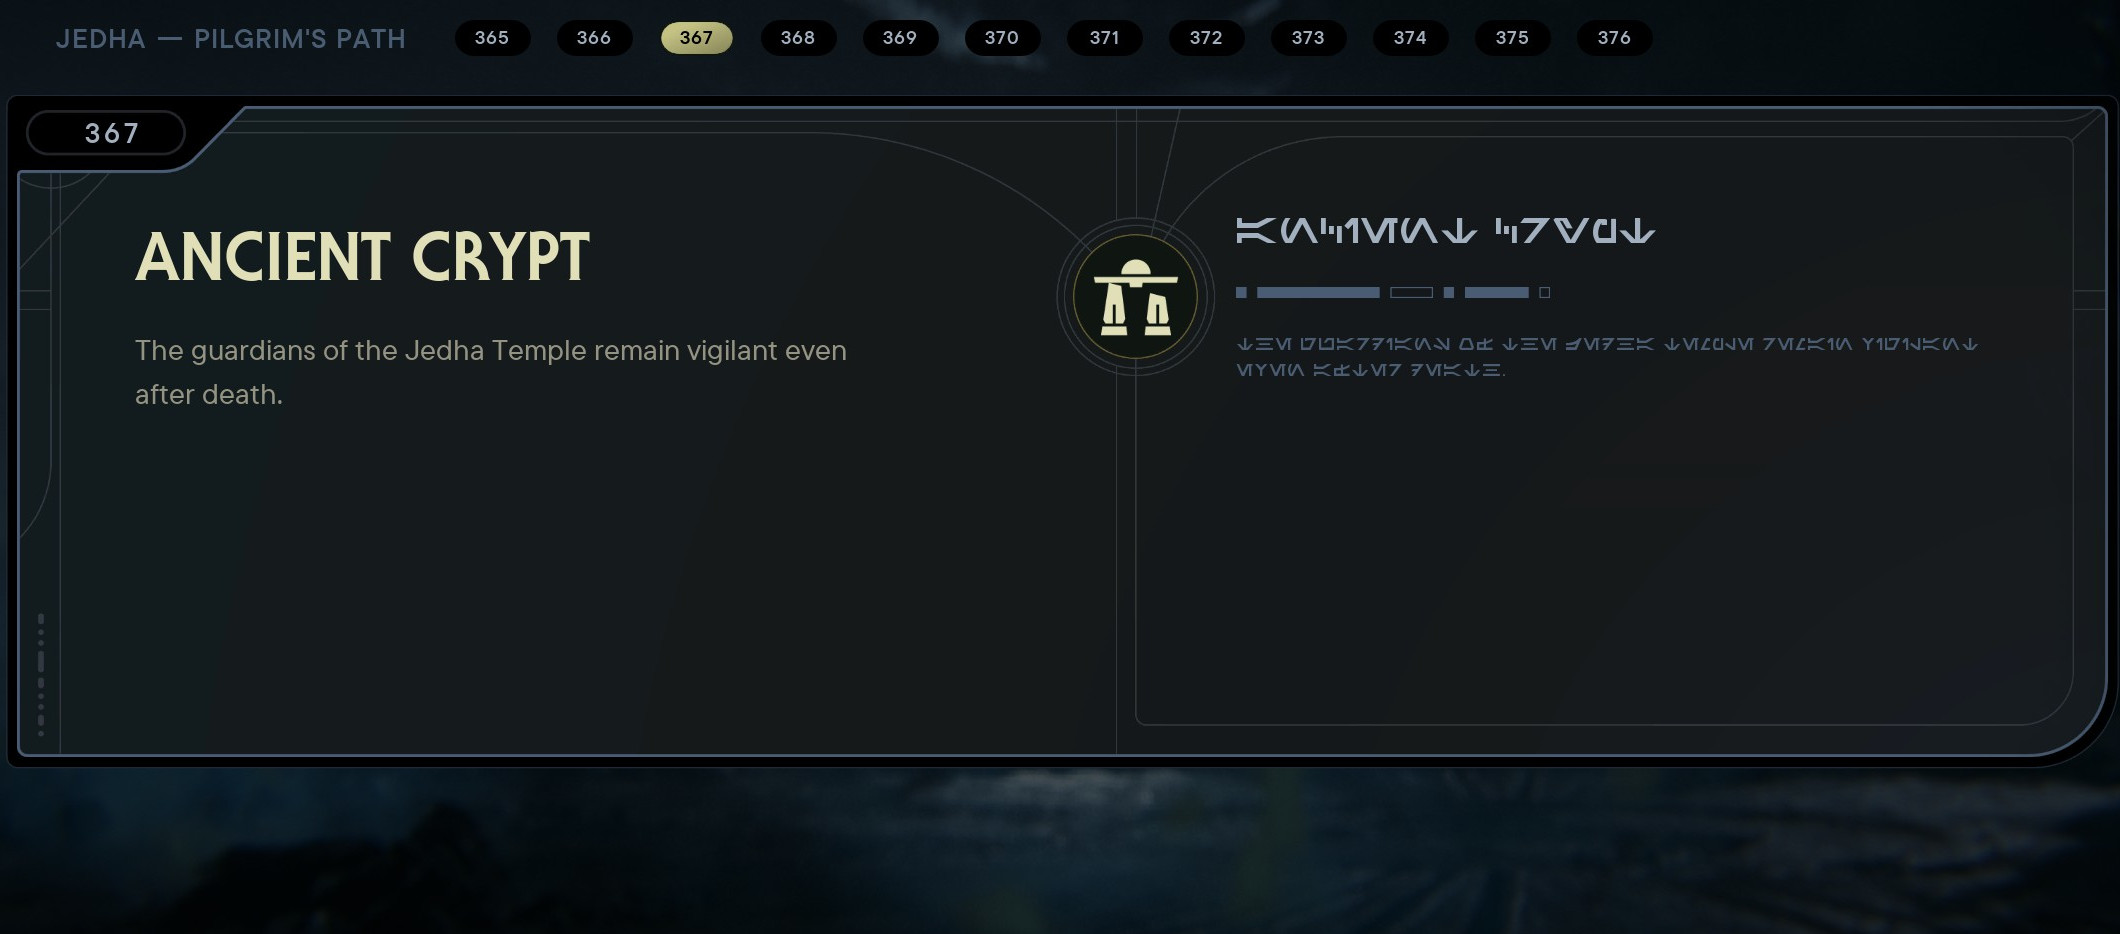 JEDHA — PILGRIM'S PATH 365 366 367 368 369 370 371 372 373 374 375 376
367
ANCIENT CRYPT
The guardians of the Jedha Temple remain vigilant even
after death.